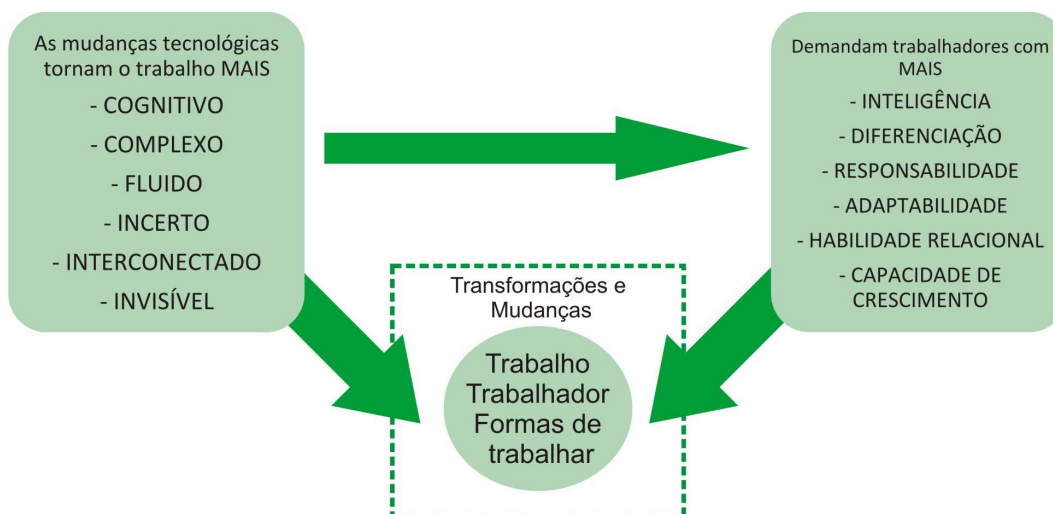 As mudanças tecnológicas
tornam o trabalho MAIS
- COGNITIVO
- COMPLEXO
- FLUIDO
- INCERTO
- INTERCONECTADO
- INVISÍVEL
Demandam trabalhadores com
MAIS
- INTELIGÊNCIA
- DIFERENCIAÇÃO
- RESPONSABILIDADE
- ADAPTABILIDADE
- HABILIDADE RELACIONAL
- CAPACIDADE DE
CRESCIMENTO
Transformações e
Mudanças
Trabalho
Trabalhador
Formas de
trabalhar